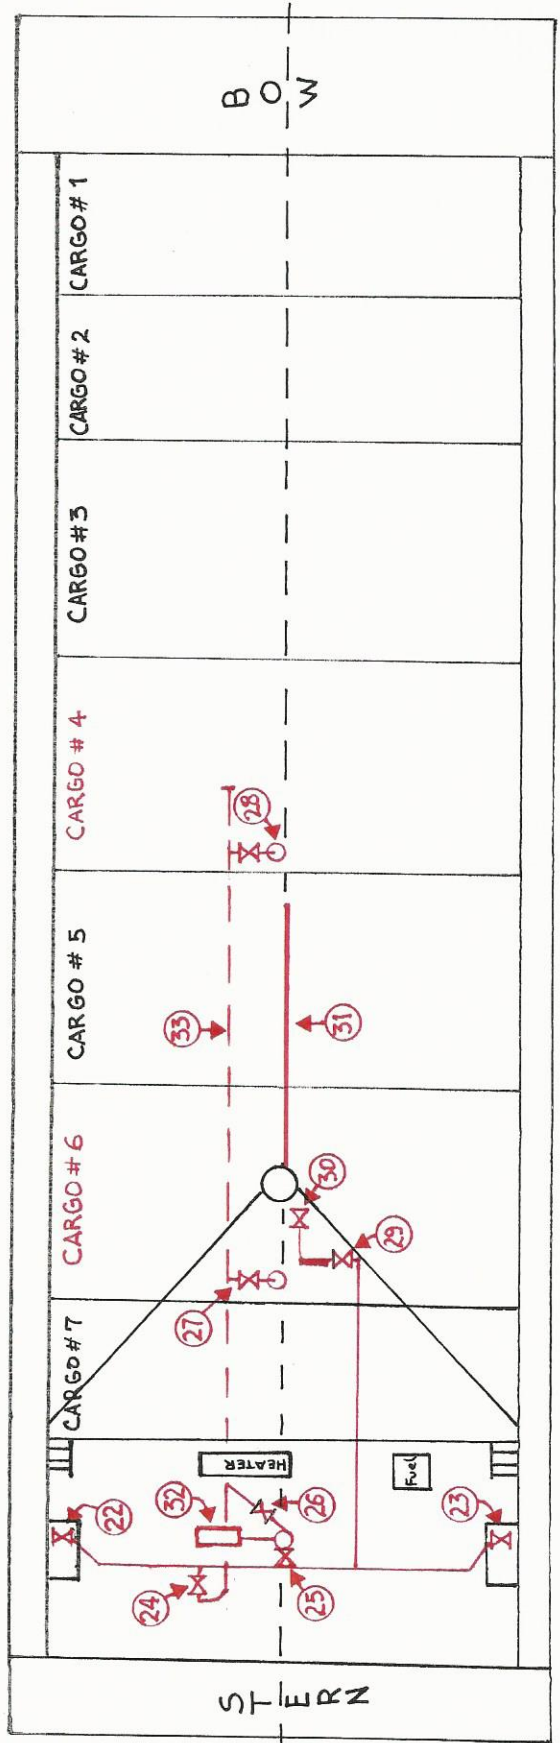 BOW
CARGO #1
CARGO #2
CARGO #3
CARGO # 4
28
CARGO # 5
33
31
CARGO # 6
30
29
27
CARGO #7
HEATER
Fuel
22
32
26
23
24
25
STERN